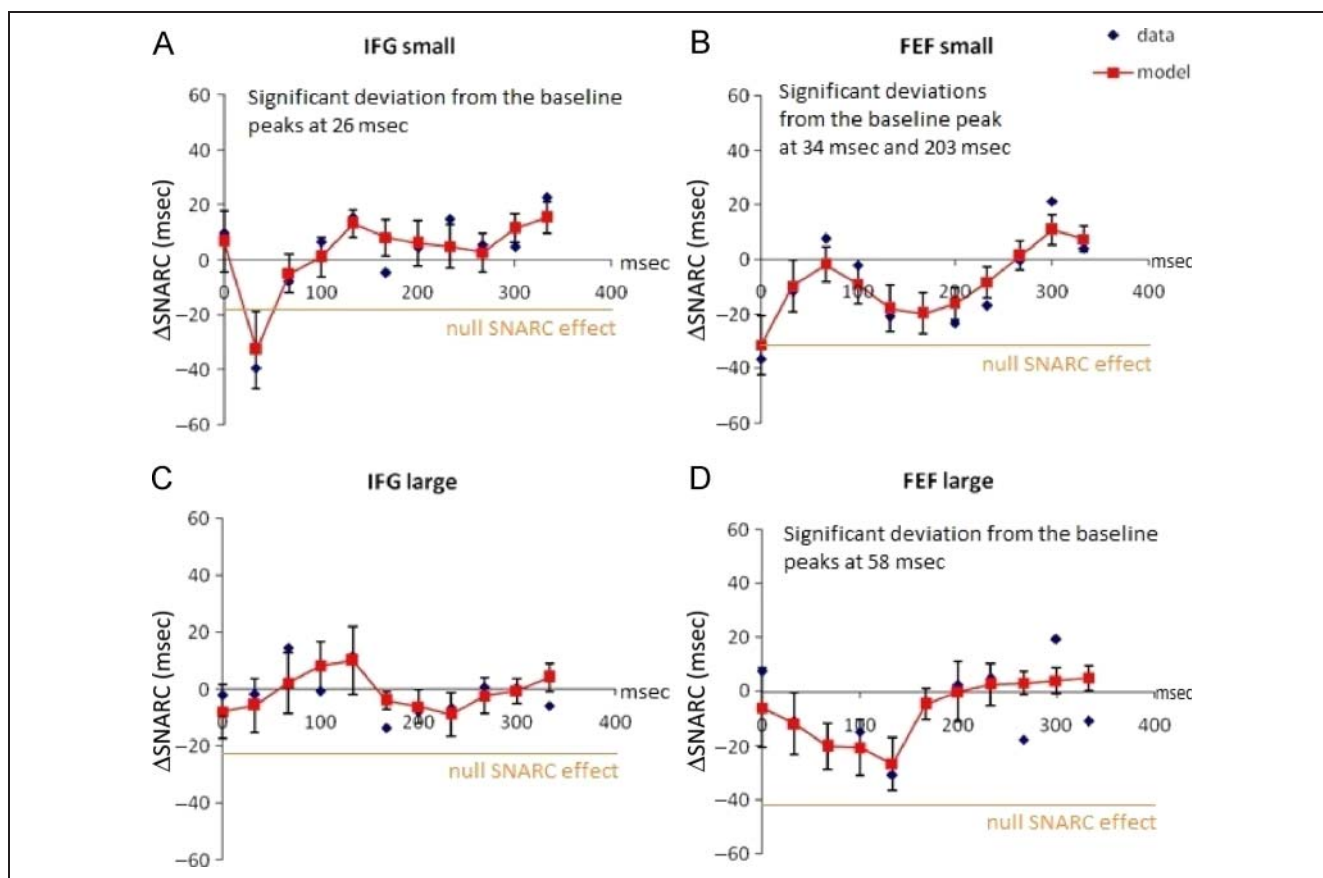 A
IFG small
Significant deviation from the baseline
peaks at 26 msec
ΔSNARC (msec)
60
40
20
0
−20
−40
−60
0
100
200
300
400
msec
null SNARC effect
B
FEF small
data
model
Significant deviations
from the baseline peak
at 34 msec and 203 msec
ΔSNARC (msec)
60
40
20
0
−20
−40
−60
0
100
200
300
400
msec
null SNARC effect
C
IFG large
ΔSNARC (msec)
60
40
20
0
−20
−40
−60
0
100
200
300
400
msec
null SNARC effect
D
FEF large
Significant deviation from the baseline
peaks at 58 msec
ΔSNARC (msec)
60
40
20
0
−20
−40
−60
0
100
200
300
400
msec
null SNARC effect